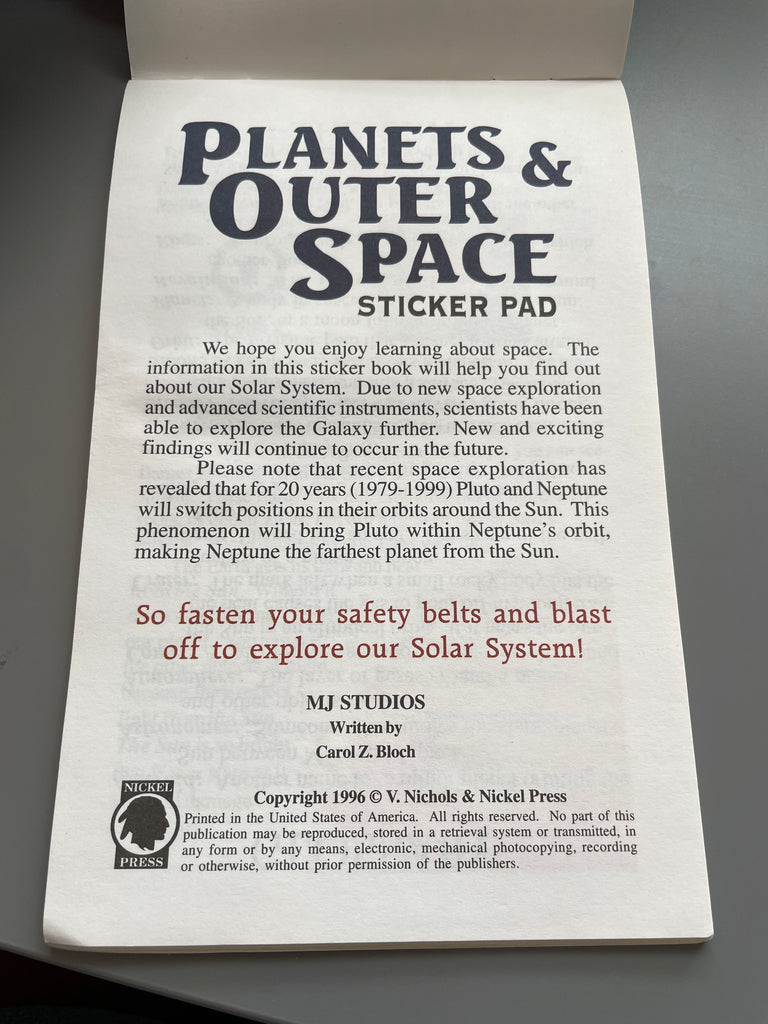 PLANETS &
OUTER
SPACE
STICKER PAD
We hope you enjoy learning about space. The
information in this sticker book will help you find out
about our Solar System. Due to new space exploration
and advanced scientific instruments, scientists have been
able to explore the Galaxy further. New and exciting
findings will continue to occur in the future.
Please note that recent space exploration has
revealed that for 20 years (1979-1999) Pluto and Neptune
will switch positions in their orbits around the Sun. This
phenomenon will bring Pluto within Neptune's orbit,
making Neptune the farthest planet from the Sun.
So fasten your safety belts and blast
off to explore our Solar System!
MJ STUDIOS
Written by
Carol Z. Bloch
NICKEL
PRESS
Copyright 1996 © V. Nichols & Nickel Press
Printed in the United States of America. All rights reserved. No part of this
publication may be reproduced, stored in a retrieval system or transmitted, in
any form or by any means, electronic, mechanical photocopying, recording
or otherwise, without prior permission of the publishers.